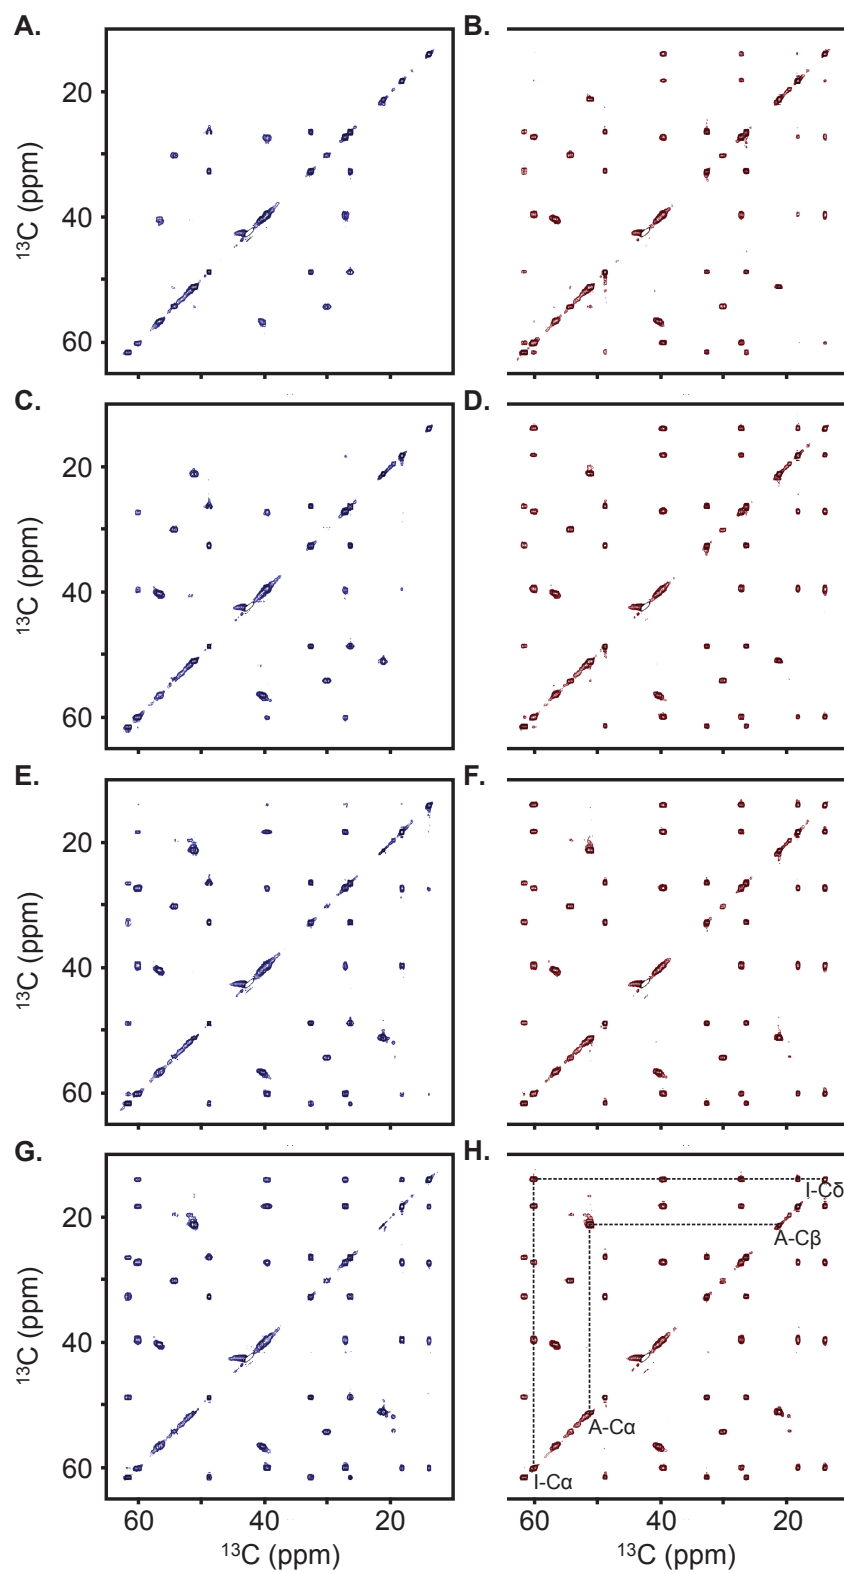 A.
B.
20
40
60
¹³C (ppm)
C.
D.
20
40
60
¹³C (ppm)
E.
F.
20
40
60
¹³C (ppm)
G.
H.
I-Cδ
A-Cβ
A-Cα
I-Cα
20
40
60
¹³C (ppm)
60 40 20
60 40 20
¹³C (ppm)
¹³C (ppm)